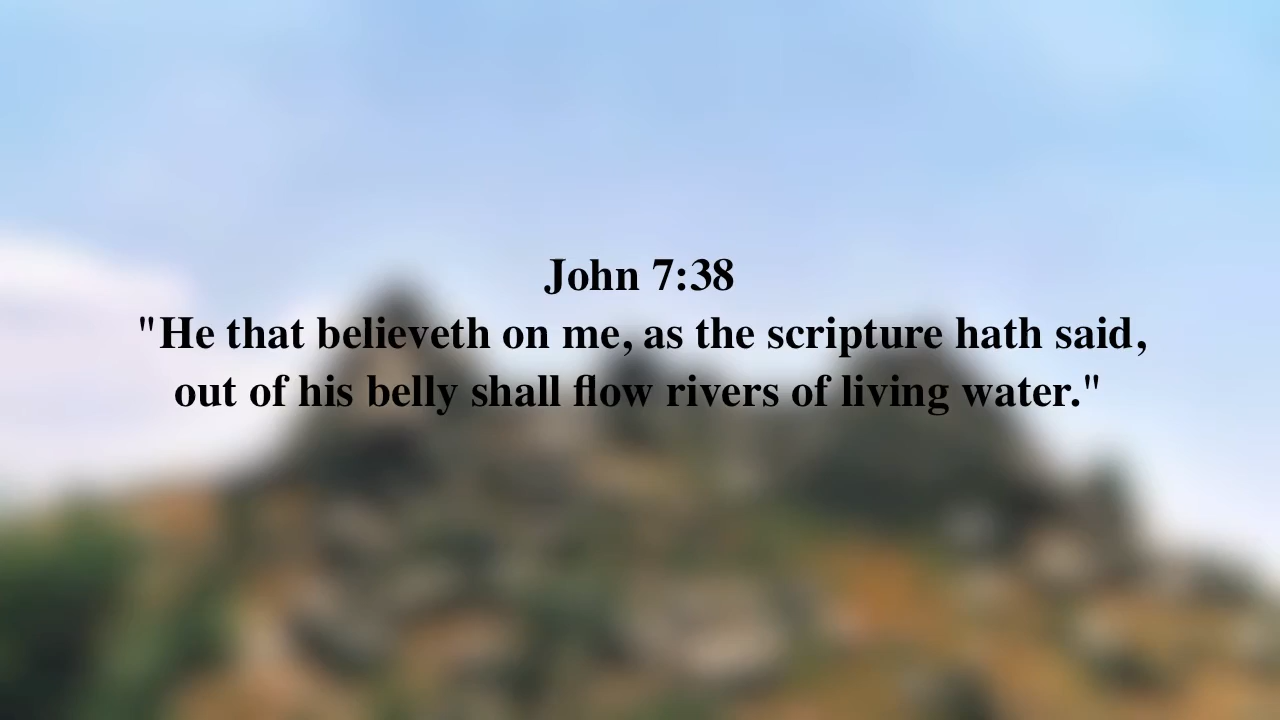 John 7:38
"He that believeth on me, as the scripture hath said,
out of his belly shall flow rivers of living water."